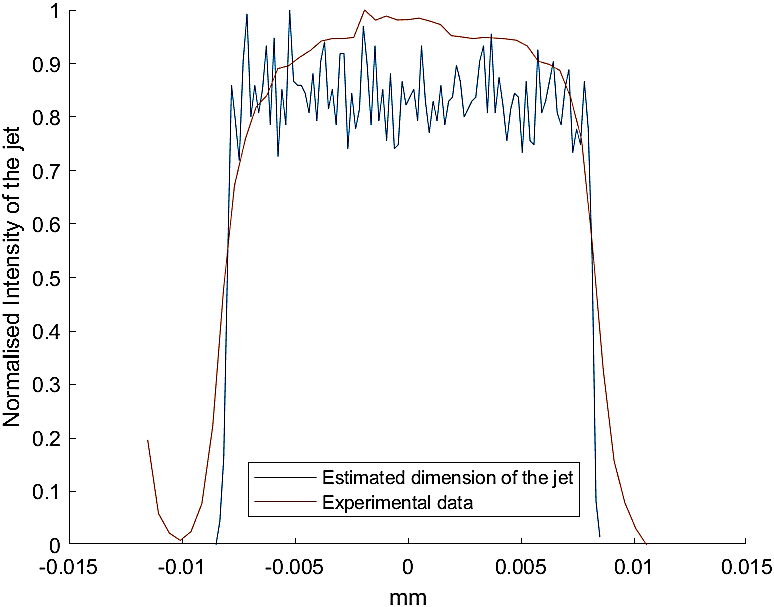 Normalised Intensity of the jet
1
0.9
0.8
0.7
0.6
0.5
0.4
0.3
0.2
0.1
0
Estimated dimension of the jet
Experimental data
-0.015 -0.01 -0.005 0 0.005 0.01 0.015
mm